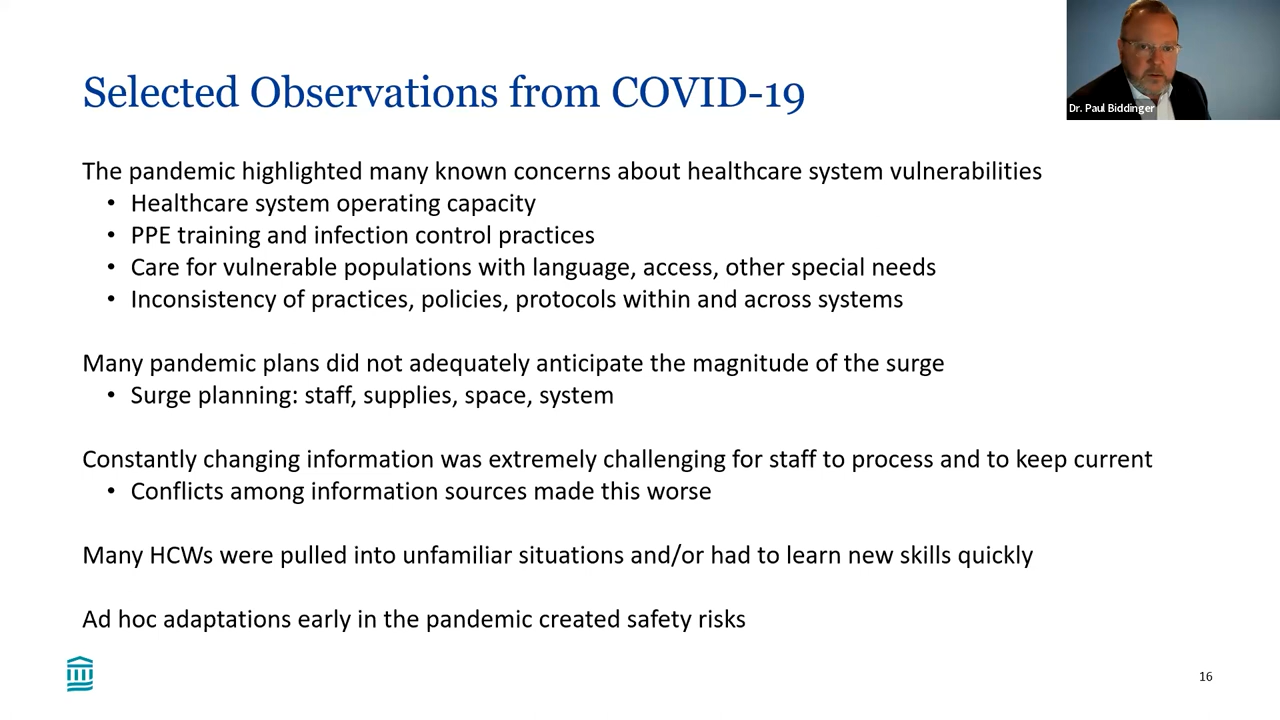 Selected Observations from COVID-19
Dr. Paul Biddinger
The pandemic highlighted many known concerns about healthcare system vulnerabilities
• Healthcare system operating capacity
• PPE training and infection control practices
• Care for vulnerable populations with language, access, other special needs
• Inconsistency of practices, policies, protocols within and across systems
Many pandemic plans did not adequately anticipate the magnitude of the surge
• Surge planning: staff, supplies, space, system
Constantly changing information was extremely challenging for staff to process and to keep current
• Conflicts among information sources made this worse
Many HCWs were pulled into unfamiliar situations and/or had to learn new skills quickly
Ad hoc adaptations early in the pandemic created safety risks
16